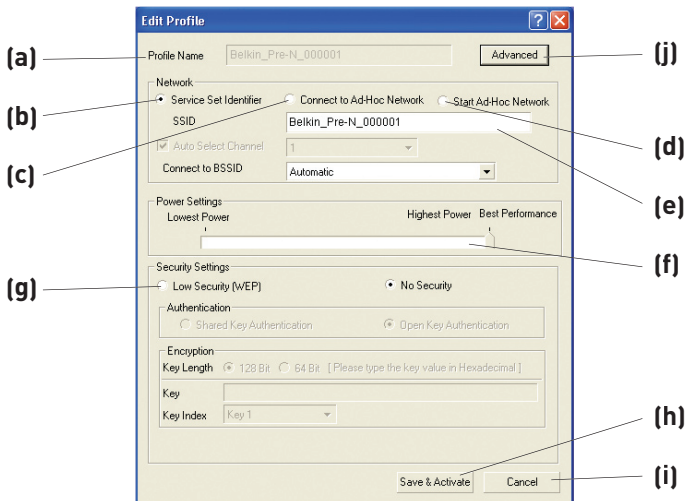 Edit Profile
(a)
Profile Name
Belkin_Pre-N_000001
Advanced
(j)
Network
(b)
Service Set Identifier
Connect to Ad-Hoc Network
Start Ad-Hoc Network
SSID
Belkin_Pre-N_000001
(d)
Auto Select Channel
1
(c)
Connect to BSSID
Automatic
(e)
Power Settings
Lowest Power
Highest Power
Best Performance
(f)
Security Settings
(g)
Low Security (WEP)
No Security
Authentication
Shared Key Authentication
Open Key Authentication
Encryption
Key Length
128 Bit
64 Bit
[ Please type the key value in Hexadecimal ]
Key
Key Index
Key 1
(h)
Save & Activate
Cancel
(i)